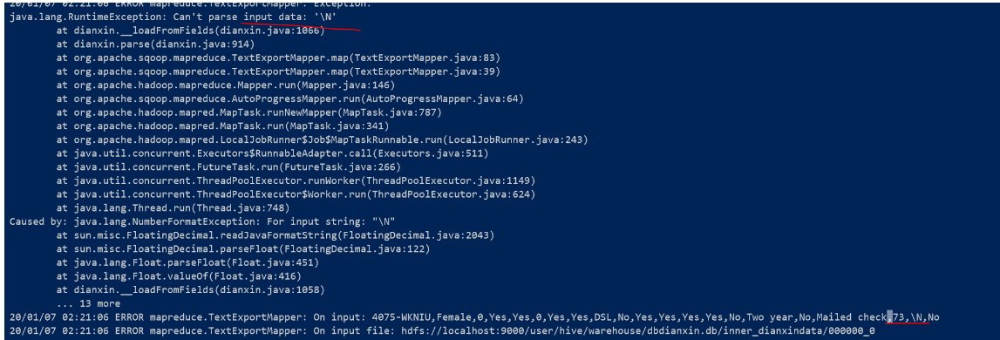 20/01/07 02:21:06 ERROR mapreduce.TextExportMapper: Exception:
java.lang.RuntimeException: Can't parse input data: '\N'
at dianxin.__loadFromFields(dianxin.java:1066)
at dianxin.parse(dianxin.java:914)
at org.apache.sqoop.mapreduce.TextExportMapper.map(TextExportMapper.java:83)
at org.apache.sqoop.mapreduce.TextExportMapper.map(TextExportMapper.java:39)
at org.apache.hadoop.mapreduce.Mapper.run(Mapper.java:146)
at org.apache.sqoop.mapreduce.AutoProgressMapper.run(AutoProgressMapper.java:64)
at org.apache.hadoop.mapred.MapTask.runNewMapper(MapTask.java:787)
at org.apache.hadoop.mapred.MapTask.run(MapTask.java:341)
at org.apache.hadoop.mapred.LocalJobRunner$Job$MapTaskRunnable.run(LocalJobRunner.java:243)
at java.util.concurrent.Executors$RunnableAdapter.call(Executors.java:511)
at java.util.concurrent.FutureTask.run(FutureTask.java:266)
at java.util.concurrent.ThreadPoolExecutor.runWorker(ThreadPoolExecutor.java:1149)
at java.util.concurrent.ThreadPoolExecutor$Worker.run(ThreadPoolExecutor.java:624)
at java.lang.Thread.run(Thread.java:748)
Caused by: java.lang.NumberFormatException: For input string: "\N"
at sun.misc.FloatingDecimal.readJavaFormatString(FloatingDecimal.java:2043)
at sun.misc.FloatingDecimal.parseFloat(FloatingDecimal.java:122)
at java.lang.Float.parseFloat(Float.java:451)
at java.lang.Float.valueOf(Float.java:416)
at dianxin.__loadFromFields(dianxin.java:1058)
... 13 more
20/01/07 02:21:06 ERROR mapreduce.TextExportMapper: On input: 4075-WKNIU,Female,0,Yes,Yes,0,Yes,Yes,DSL,No,Yes,Yes,Yes,Yes,No,Two year,No,Mailed check,73,\N,No
20/01/07 02:21:06 ERROR mapreduce.TextExportMapper: On input file: hdfs://localhost:9000/user/hive/warehouse/dbdianxin.db/inner_dianxindata/000000_0